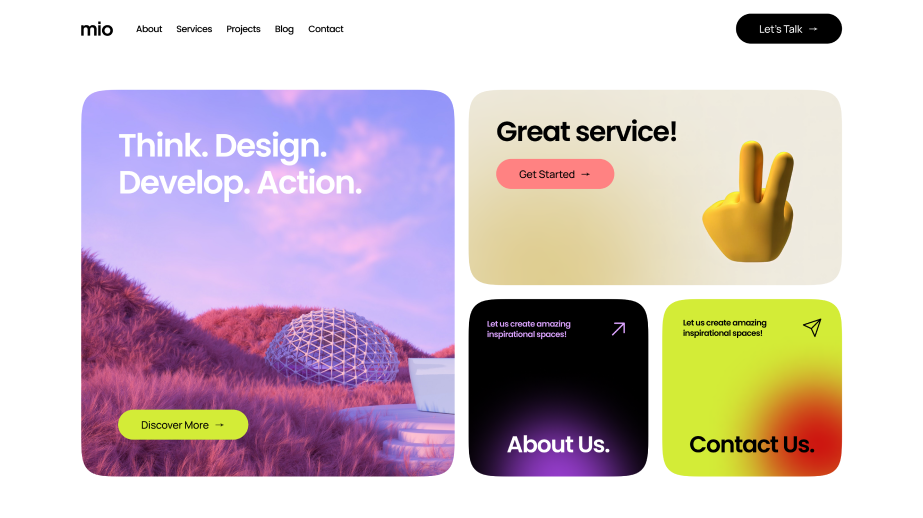 mio
About Services Projects Blog Contact
Let's Talk →
Think. Design.
Develop. Action.
Discover More →
Great service!
Get Started →
Let us create amazing
inspirational spaces!
About Us.
Let us create amazing
inspirational spaces!
Contact Us.